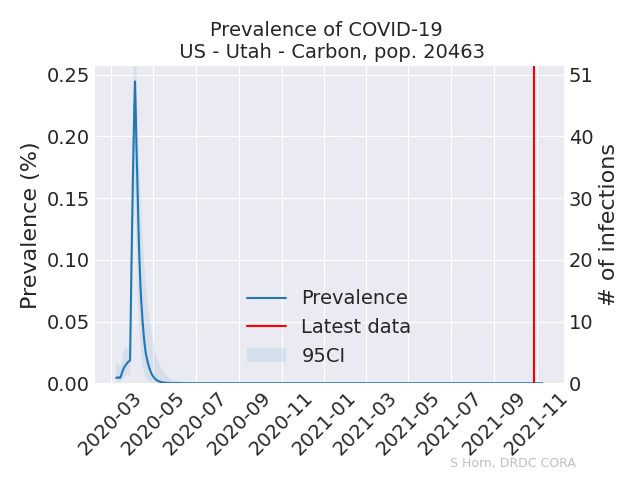 Prevalence of COVID-19
US - Utah - Carbon, pop. 20463
0.25
0.20
0.15
0.10
0.05
0.00
Prevalence (%)
51
40
30
20
10
0
# of infections
Prevalence
Latest data
95CI
2020-03
2020-05
2020-07
2020-09
2020-11
2021-01
2021-03
2021-05
2021-07
2021-09
2021-11
S Horn, DRDC CORA